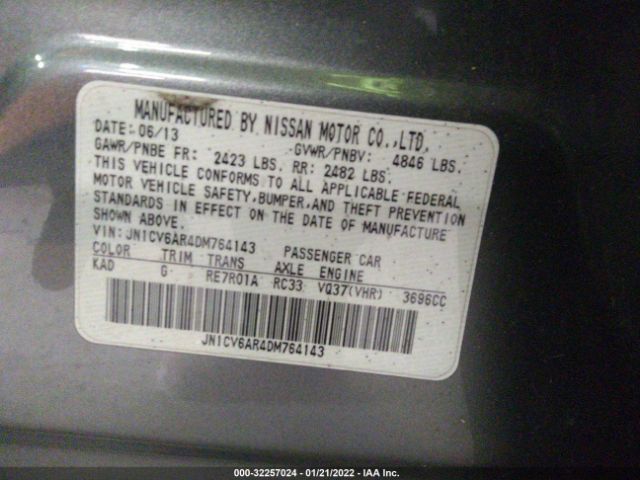 MANUFACTURED BY NISSAN MOTOR CO.,LTD.
DATE: 06/13 GVWR/PNBV: 4846 LBS.
GAWR/PNBE FR: 2423 LBS. RR: 2482 LBS.
THIS VEHICLE CONFORMS TO ALL APPLICABLE FEDERAL
MOTOR VEHICLE SAFETY,BUMPER,AND THEFT PREVENTION
STANDARDS IN EFFECT ON THE DATE OF MANUFACTURE
SHOWN ABOVE.
VIN: JN1CV6AR4DM764143 PASSENGER CAR
COLOR TRIM TRANS AXLE ENGINE
KAD G RE7R01A RC33 VQ37(VHR) 3696CC
JN1CV6AR4DM764143
000-32257024 - 01/21/2022 - IAA Inc.